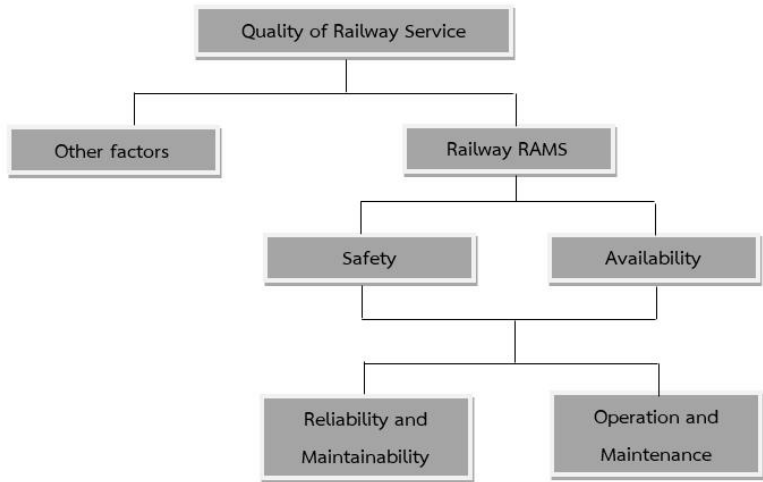 Quality of Railway Service
Other factors
Railway RAMS
Safety
Availability
Reliability and
Maintainability
Operation and
Maintenance